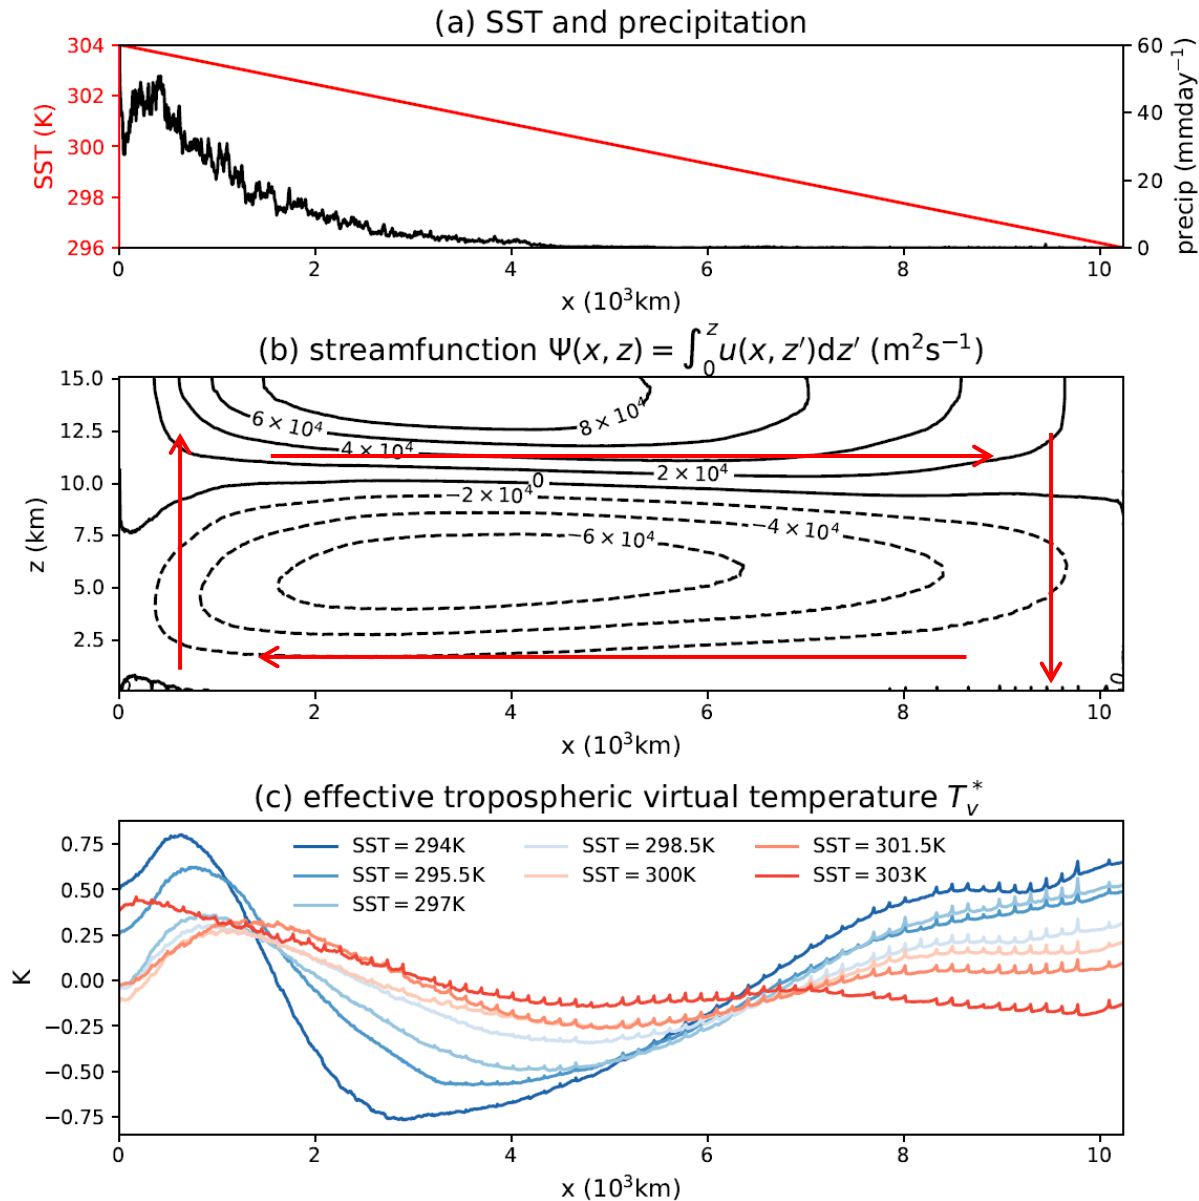 (a) SST and precipitation
304
302
300
298
296
SST (K)
60
40
20
0
precip (mmday⁻¹)
0 2 4 6 8 10
x (10³km)
(b) streamfunction Ψ(x, z) = ∫₀ᶻ u(x, z′)dz′ (m²s⁻¹)
15.0
12.5
10.0
7.5
5.0
2.5
z (km)
6 × 10⁴
8 × 10⁴
4 × 10⁴
2 × 10⁴
0
−2 × 10⁴
−4 × 10⁴
−6 × 10⁴
0
0
0 2 4 6 8 10
x (10³km)
(c) effective tropospheric virtual temperature Tᵥ*
0.75
0.50
0.25
0.00
−0.25
−0.50
−0.75
K
SST = 294K SST = 298.5K SST = 301.5K
SST = 295.5K SST = 300K SST = 303K
SST = 297K
0 2 4 6 8 10
x (10³km)